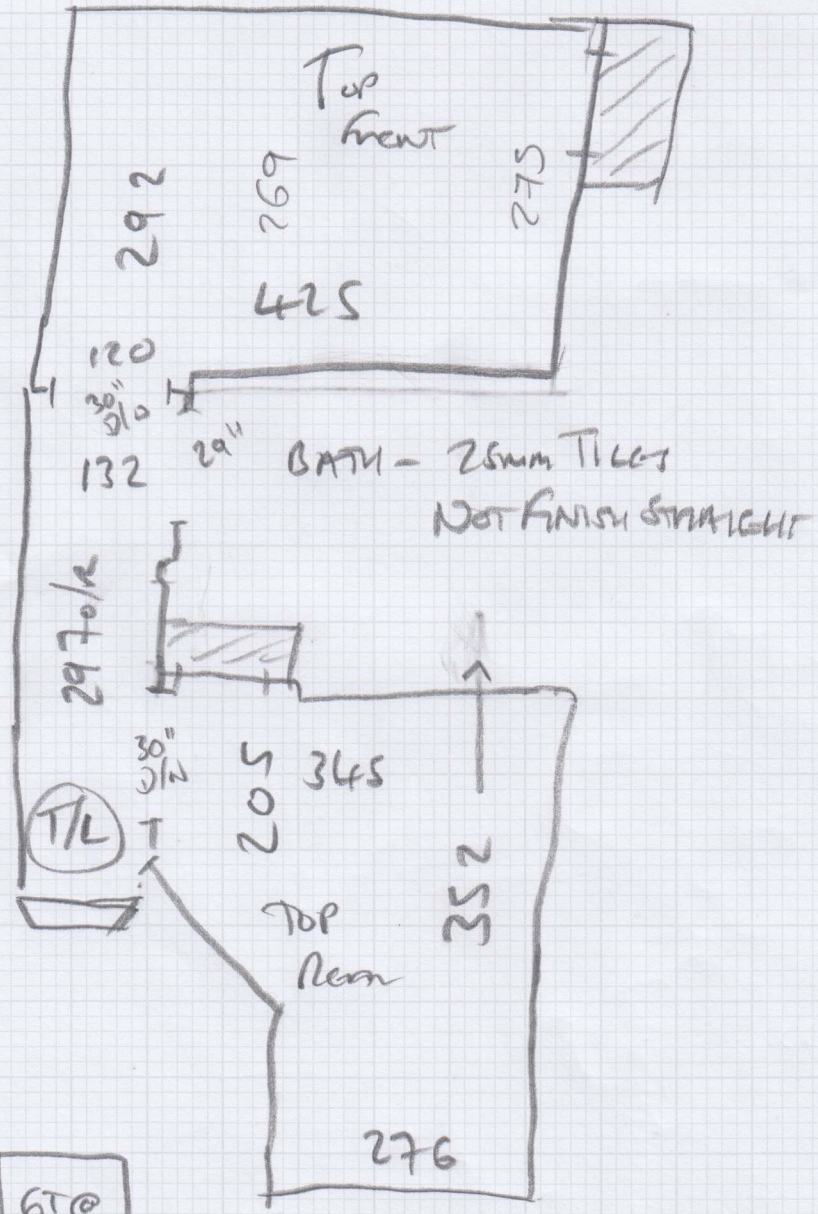 Top
Front
292
269
275
425
120
30"
D/O
132
29"
BATH - 25mm TILES
NOT FINISH STRAIGHT
297 O/R
30"
205
345
T/L
352
TOP
Rear
276
6T@